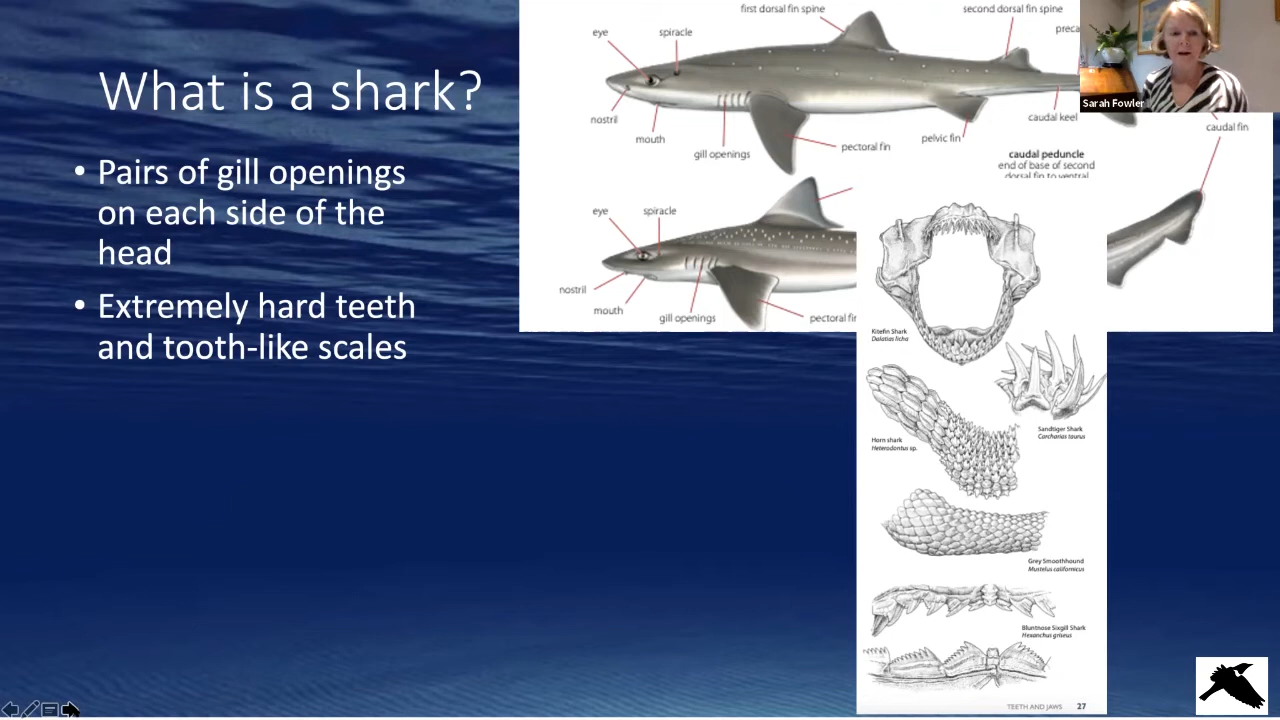 What is a shark?
• Pairs of gill openings
on each side of the
head
• Extremely hard teeth
and tooth-like scales
first dorsal fin spine
second dorsal fin spine
eye
spiracle
preca
nostril
mouth
gill openings
pectoral fin
pelvic fin
caudal keel
caudal fin
caudal peduncle
end of base of second
dorsal fin to ventral
Sarah Fowler
eye
spiracle
nostril
mouth
gill openings
pectoral fin
Kitefin Shark
Dalatias licha
Sandtiger Shark
Carcharias taurus
Horn shark
Heterodontus sp.
Grey Smoothhound
Mustelus californicus
Bluntnose Sixgill Shark
Hexanchus griseus
TEETH AND JAWS 27